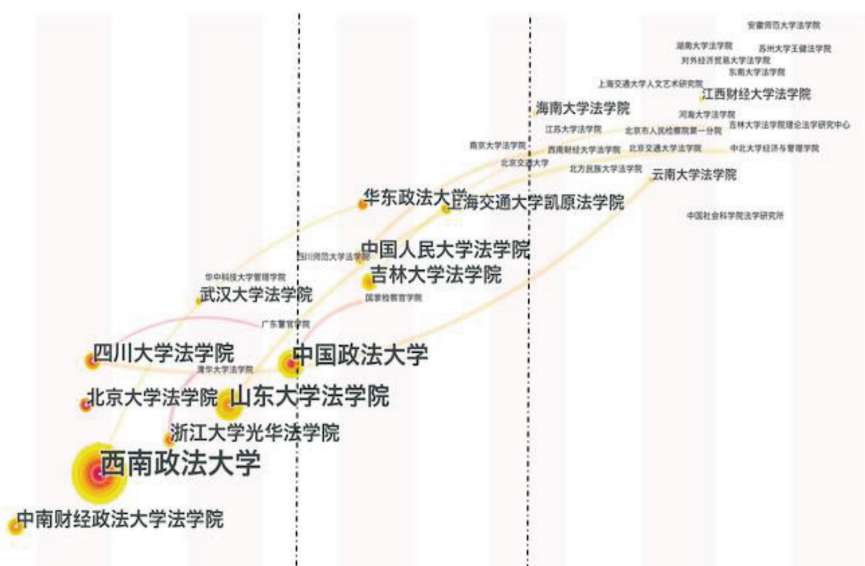 安徽师范大学法学院
湖南大学法学院
苏州大学王健法学院
对外经济贸易大学法学院
东南大学法学院
上海交通大学人文艺术研究院
江西财经大学法学院
海南大学法学院
河海大学法学院
江苏大学法学院
北京市人民检察院第一分院
吉林大学法学院理论法学研究中心
南京大学法学院
西南财经大学法学院
北京交通大学法学院
中北大学经济与管理学院
北京交通大学
北方民族大学法学院
云南大学法学院
华东政法大学
上海交通大学凯原法学院
中国社会科学院法学研究所
四川师范大学法学院
中国人民大学法学院
华中科技大学管理学院
吉林大学法学院
武汉大学法学院
国家检察官学院
广东警官学院
四川大学法学院
中国政法大学
清华大学法学院
北京大学法学院
山东大学法学院
浙江大学光华法学院
西南政法大学
中南财经政法大学法学院